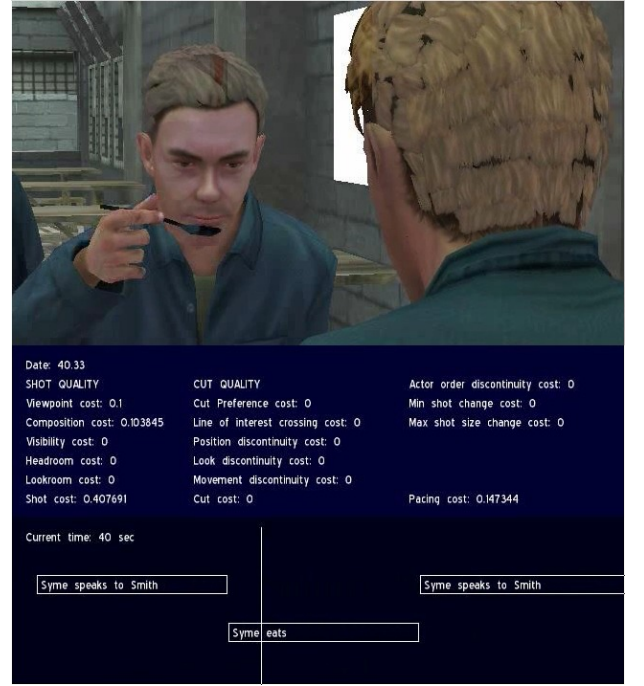 Date: 40.33
SHOT QUALITY CUT QUALITY Actor order discontinuity cost: 0
Viewpoint cost: 0.1 Cut Preference cost: 0 Min shot change cost: 0
Composition cost: 0.103845 Line of interest crossing cost: 0 Max shot size change cost: 0
Visibility cost: 0 Position discontinuity cost: 0
Headroom cost: 0 Look discontinuity cost: 0
Lookroom cost: 0 Movement discontinuity cost: 0
Shot cost: 0.407691 Cut cost: 0 Pacing cost: 0.147344
Current time: 40 sec
Syme speaks to Smith Syme speaks to Smith
Syme eats